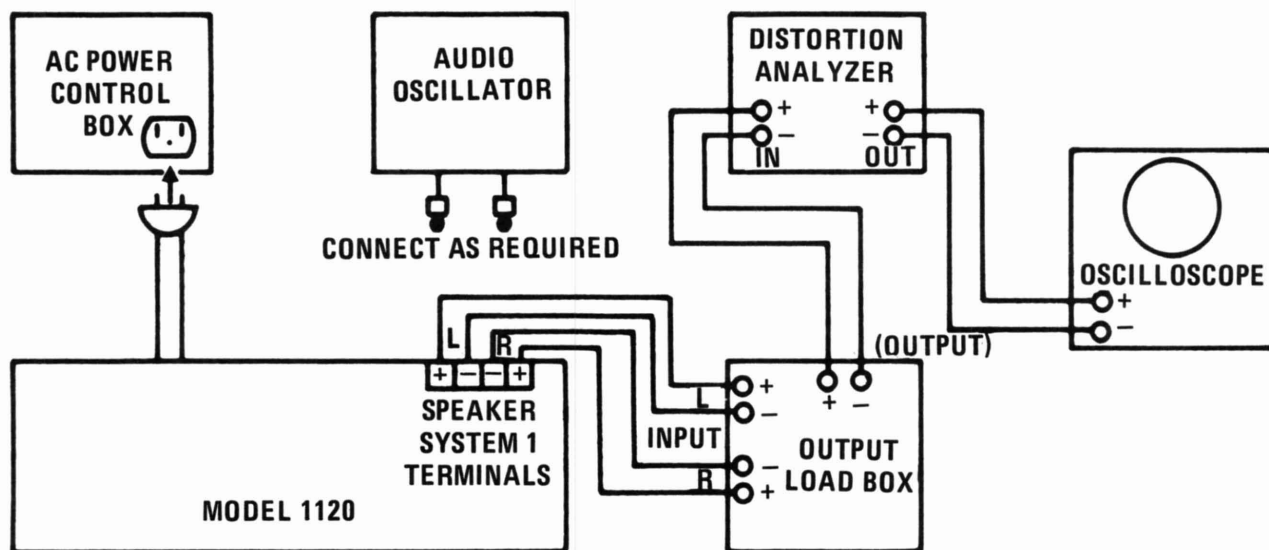 AC POWER
CONTROL
BOX
AUDIO
OSCILLATOR
CONNECT AS REQUIRED
DISTORTION
ANALYZER
+ +
− −
IN OUT
OSCILLOSCOPE
+
−
L R
+ − − +
SPEAKER
SYSTEM 1
TERMINALS
MODEL 1120
(OUTPUT)
+ −
L +
−
INPUT
−
R +
OUTPUT
LOAD BOX